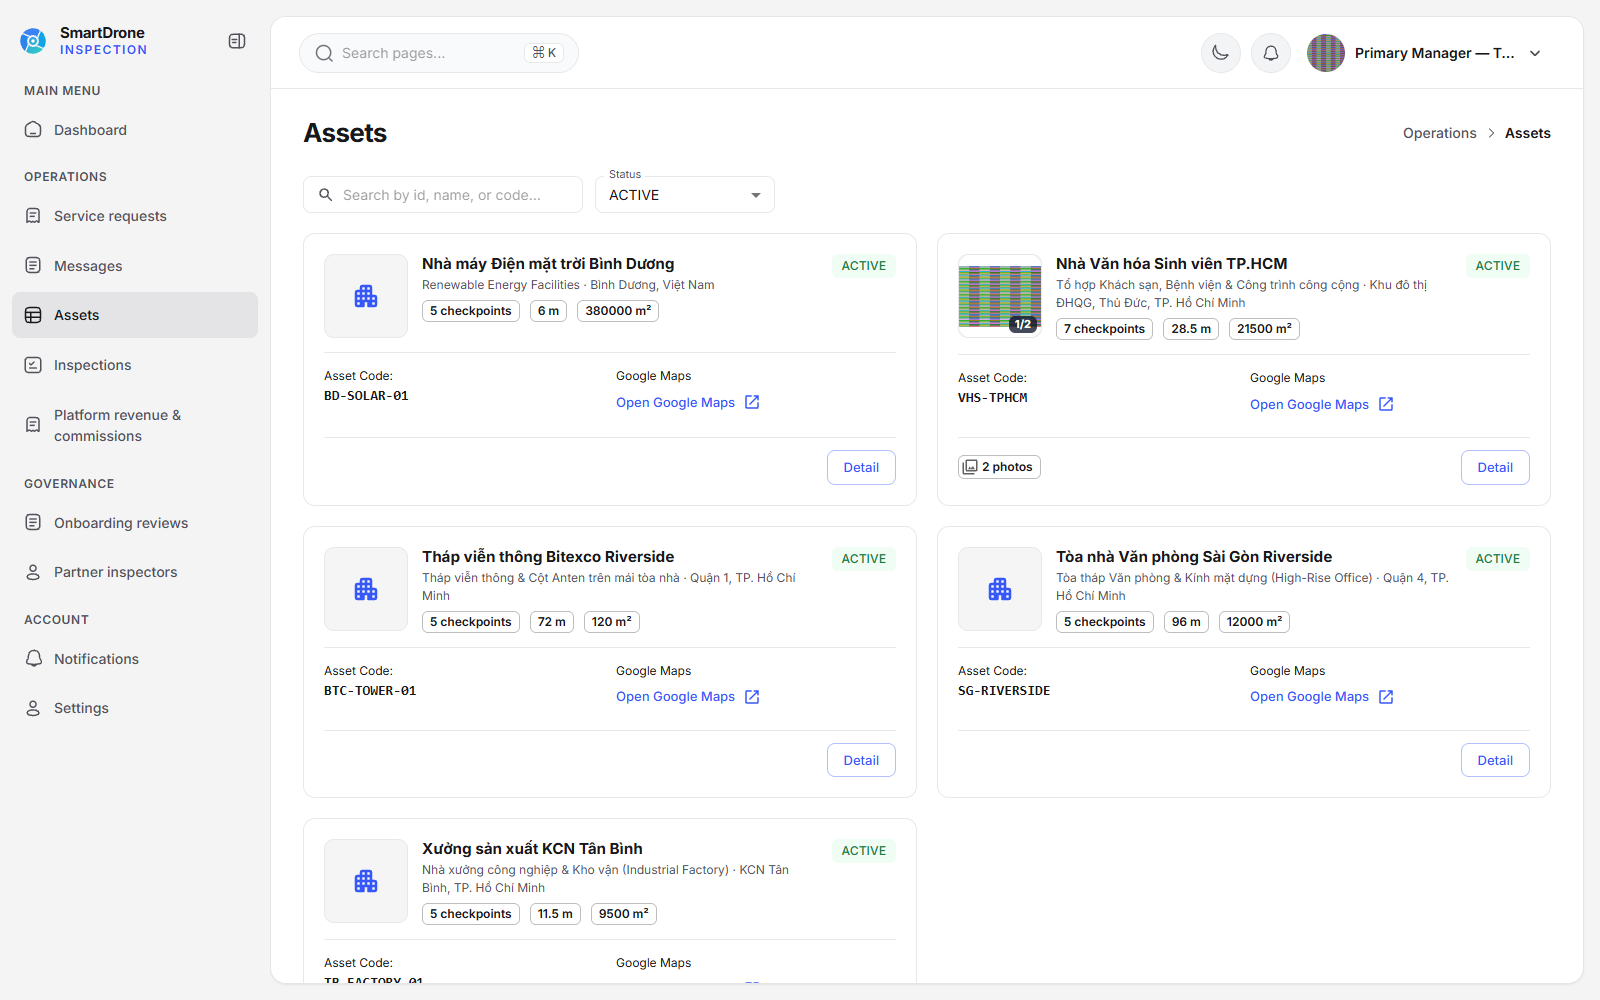 SmartDrone
INSPECTION
MAIN MENU
Dashboard
OPERATIONS
Service requests
Messages
Assets
Inspections
Platform revenue &
commissions
GOVERNANCE
Onboarding reviews
Partner inspectors
ACCOUNT
Notifications
Settings
Search pages...
⌘ K
Primary Manager — T...
Assets
Operations > Assets
Search by id, name, or code...
Status
ACTIVE
Nhà máy Điện mặt trời Bình Dương
ACTIVE
Renewable Energy Facilities · Bình Dương, Việt Nam
5 checkpoints 6 m 380000 m²
Asset Code:
BD-SOLAR-01
Google Maps
Open Google Maps
Detail
1/2
Nhà Văn hóa Sinh viên TP.HCM
ACTIVE
Tổ hợp Khách sạn, Bệnh viện & Công trình công cộng · Khu đô thị
ĐHQG, Thủ Đức, TP. Hồ Chí Minh
7 checkpoints 28.5 m 21500 m²
Asset Code:
VHS-TPHCM
Google Maps
Open Google Maps
2 photos
Detail
Tháp viễn thông Bitexco Riverside
ACTIVE
Tháp viễn thông & Cột Anten trên mái tòa nhà · Quận 1, TP. Hồ Chí
Minh
5 checkpoints 72 m 120 m²
Asset Code:
BTC-TOWER-01
Google Maps
Open Google Maps
Detail
Tòa nhà Văn phòng Sài Gòn Riverside
ACTIVE
Tòa tháp Văn phòng & Kính mặt dựng (High-Rise Office) · Quận 4, TP.
Hồ Chí Minh
5 checkpoints 96 m 12000 m²
Asset Code:
SG-RIVERSIDE
Google Maps
Open Google Maps
Detail
Xưởng sản xuất KCN Tân Bình
ACTIVE
Nhà xưởng công nghiệp & Kho vận (Industrial Factory) · KCN Tân
Bình, TP. Hồ Chí Minh
5 checkpoints 11.5 m 9500 m²
Asset Code:
TB-FACTORY-01
Google Maps